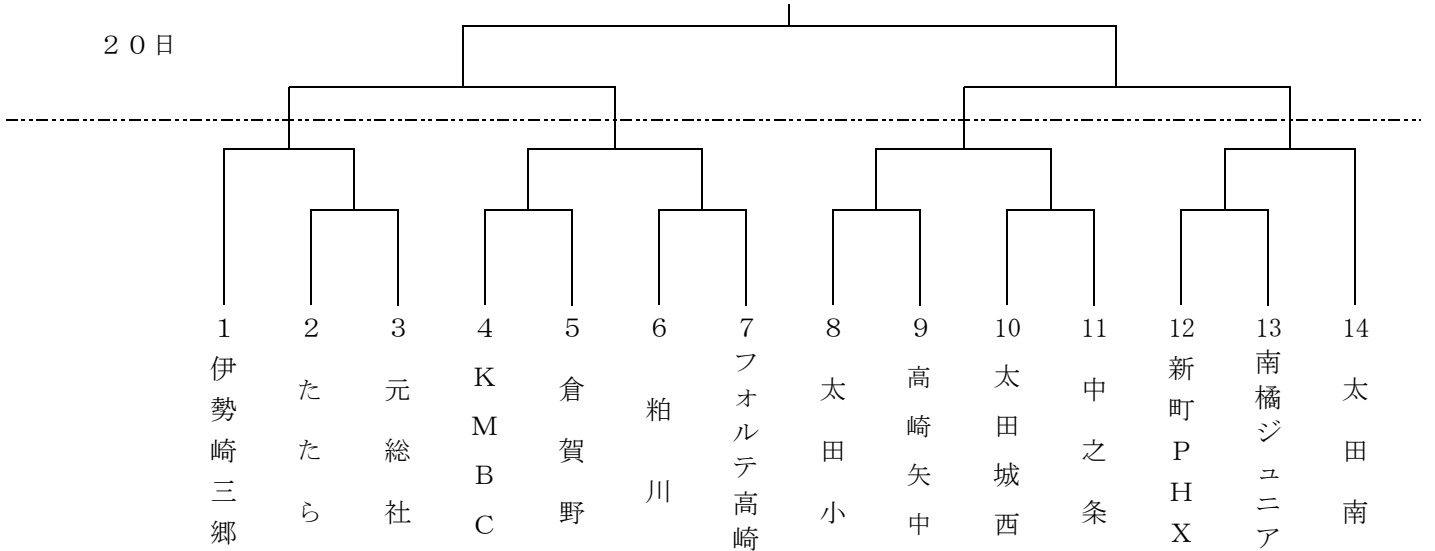 ２０日
1 伊勢崎三郷
2 たたら
3 元総社
4 ＫＭＢＣ
5 倉賀野
6 粕川
7 フォルテ高崎
8 太田小
9 高崎矢中
10 太田城西
11 中之条
12 新町ＰＨＸ
13 南橘ジュニア
14 太田南